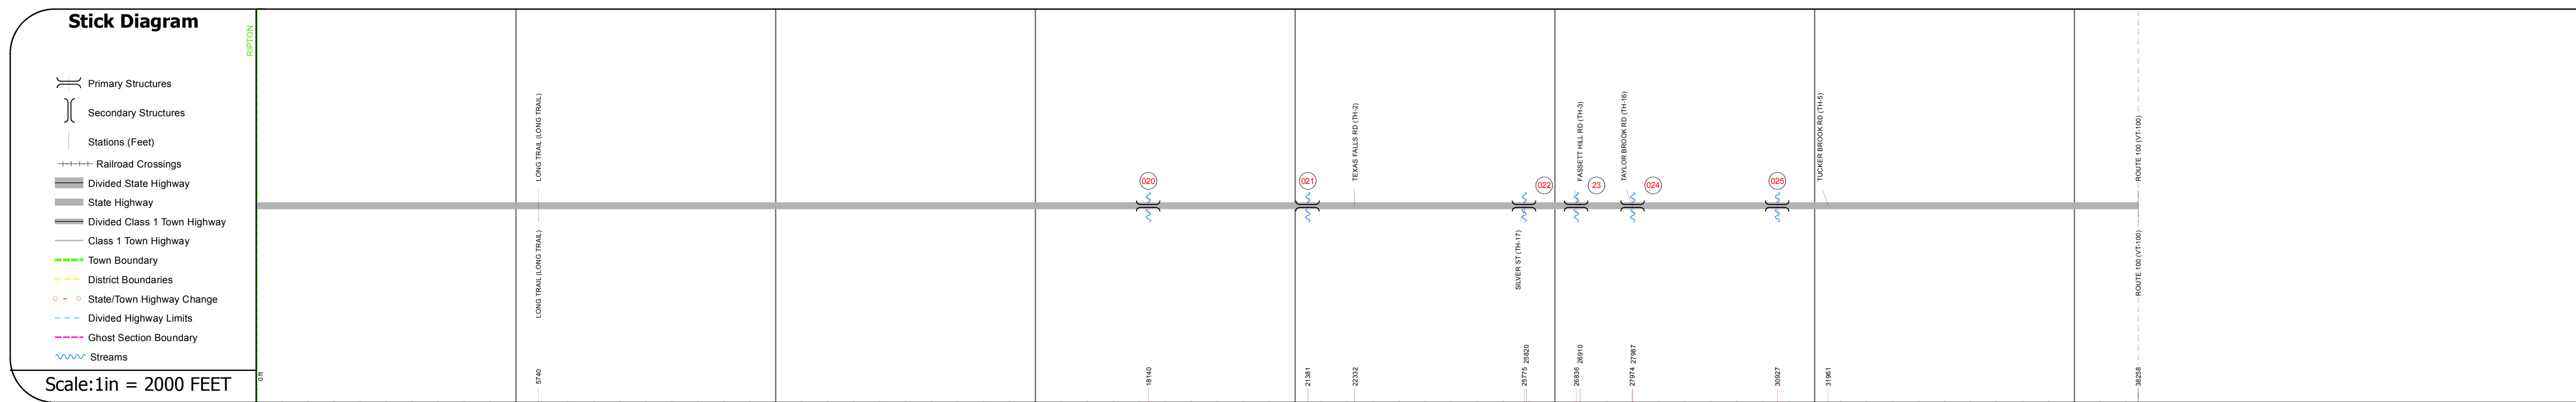 Stick Diagram
Primary Structures
Secondary Structures
Stations (Feet)
Railroad Crossings
Divided State Highway
State Highway
Divided Class 1 Town Highway
Class 1 Town Highway
Town Boundary
District Boundaries
State/Town Highway Change
Divided Highway Limits
Ghost Section Boundary
Streams
Scale:1in = 2000 FEET
RIPTON
LONG TRAIL (LONG TRAIL)
TEXAS FALLS RD (TH-2)
FASSETT HILL RD (TH-3)
TAYLOR BROOK RD (TH-16)
TUCKER BROOK RD (TH-5)
ROUTE 100 (VT-100)
020
021
022
23
024
025
LONG TRAIL (LONG TRAIL)
SILVER ST (TH-17)
ROUTE 100 (VT-100)
0 ft
5740
18140
21381
22332
25775
25820
26836
26910
27974
27987
30927
31961
38258